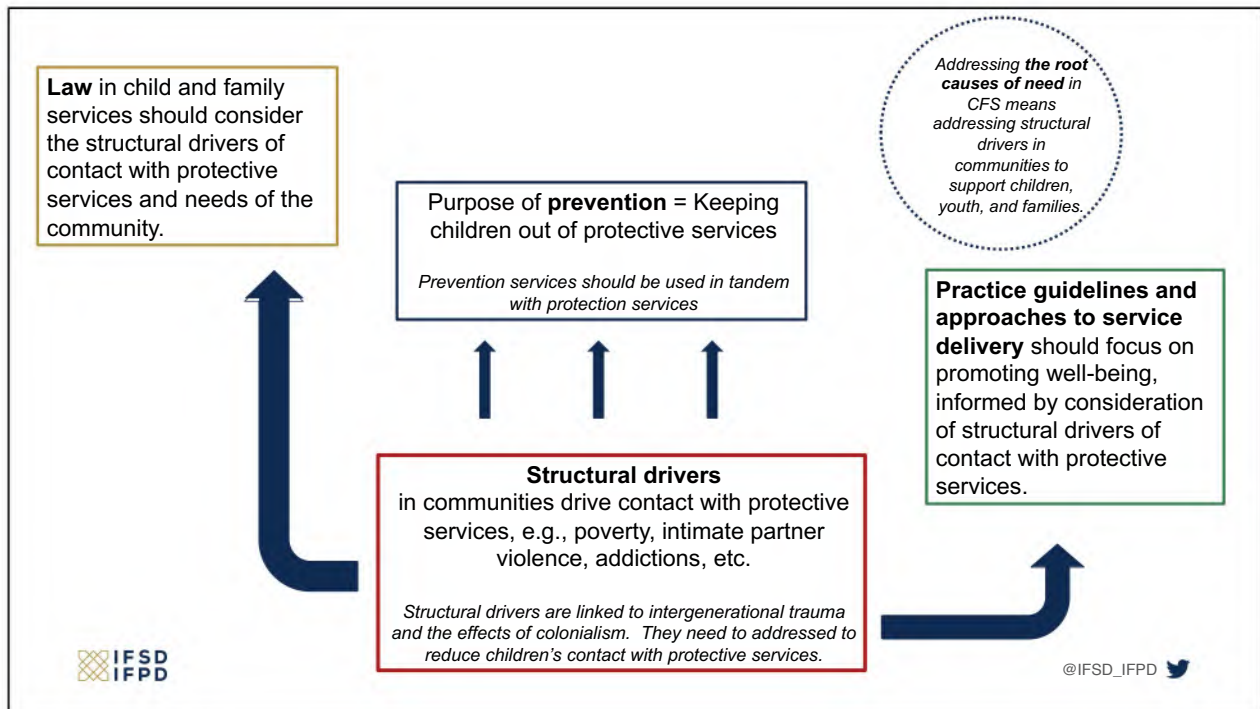 Law in child and family
services should consider
the structural drivers of
contact with protective
services and needs of the
community.
Purpose of prevention = Keeping
children out of protective services
Prevention services should be used in tandem
with protection services
Addressing the root
causes of need in
CFS means
addressing structural
drivers in
communities to
support children,
youth, and families.
Practice guidelines and
approaches to service
delivery should focus on
promoting well-being,
informed by consideration
of structural drivers of
contact with protective
services.
Structural drivers
in communities drive contact with protective
services, e.g., poverty, intimate partner
violence, addictions, etc.
Structural drivers are linked to intergenerational trauma
and the effects of colonialism.  They need to addressed to
reduce children's contact with protective services.
IFSD
IFPD
@IFSD_IFPD